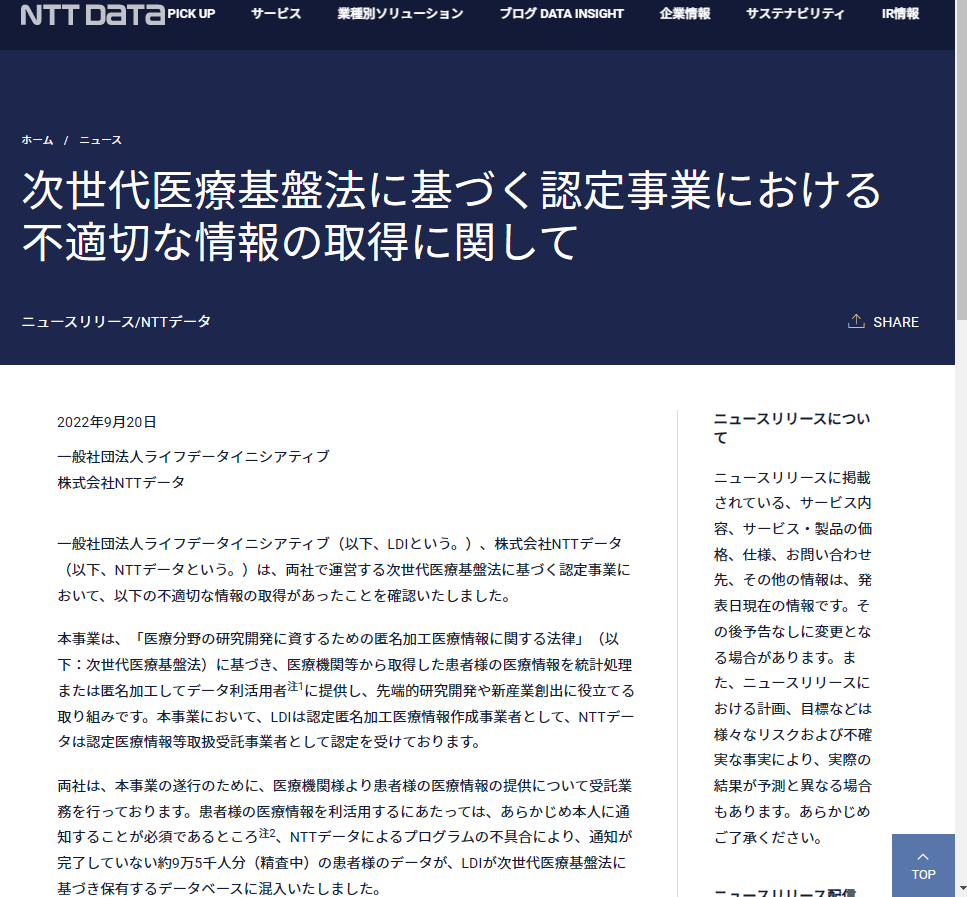 NTT DATA PICK UP サービス 業種別ソリューション ブログ DATA INSIGHT 企業情報 サステナビリティ IR情報
ホーム / ニュース
次世代医療基盤法に基づく認定事業における
不適切な情報の取得に関して
ニュースリリース/NTTデータ
SHARE
2022年9月20日
一般社団法人ライフデータイニシアティブ
株式会社NTTデータ
一般社団法人ライフデータイニシアティブ（以下、LDIという。）、株式会社NTTデータ
（以下、NTTデータという。）は、両社で運営する次世代医療基盤法に基づく認定事業に
おいて、以下の不適切な情報の取得があったことを確認いたしました。
本事業は、「医療分野の研究開発に資するための匿名加工医療情報に関する法律」（以
下：次世代医療基盤法）に基づき、医療機関等から取得した患者様の医療情報を統計処理
または匿名加工してデータ利活用者注1に提供し、先端的研究開発や新産業創出に役立てる
取り組みです。本事業において、LDIは認定匿名加工医療情報作成事業者として、NTTデー
タは認定医療情報等取扱受託事業者として認定を受けております。
両社は、本事業の遂行のために、医療機関様より患者様の医療情報の提供について受託業
務を行っております。患者様の医療情報を利活用するにあたっては、あらかじめ本人に通
知することが必須であるところ注2、NTTデータによるプログラムの不具合により、通知が
完了していない約9万5千人分（精査中）の患者様のデータが、LDIが次世代医療基盤法に
基づき保有するデータベースに混入いたしました。
ニュースリリースについ
て
ニュースリリースに掲載
されている、サービス内
容、サービス・製品の価
格、仕様、お問い合わせ
先、その他の情報は、発
表日現在の情報です。そ
の後予告なしに変更とな
る場合があります。ま
た、ニュースリリースに
おける計画、目標などは
様々なリスクおよび不確
実な事実により、実際の
結果が予測と異なる場合
もあります。あらかじめ
ご了承ください。
ニュースリリース配信
TOP